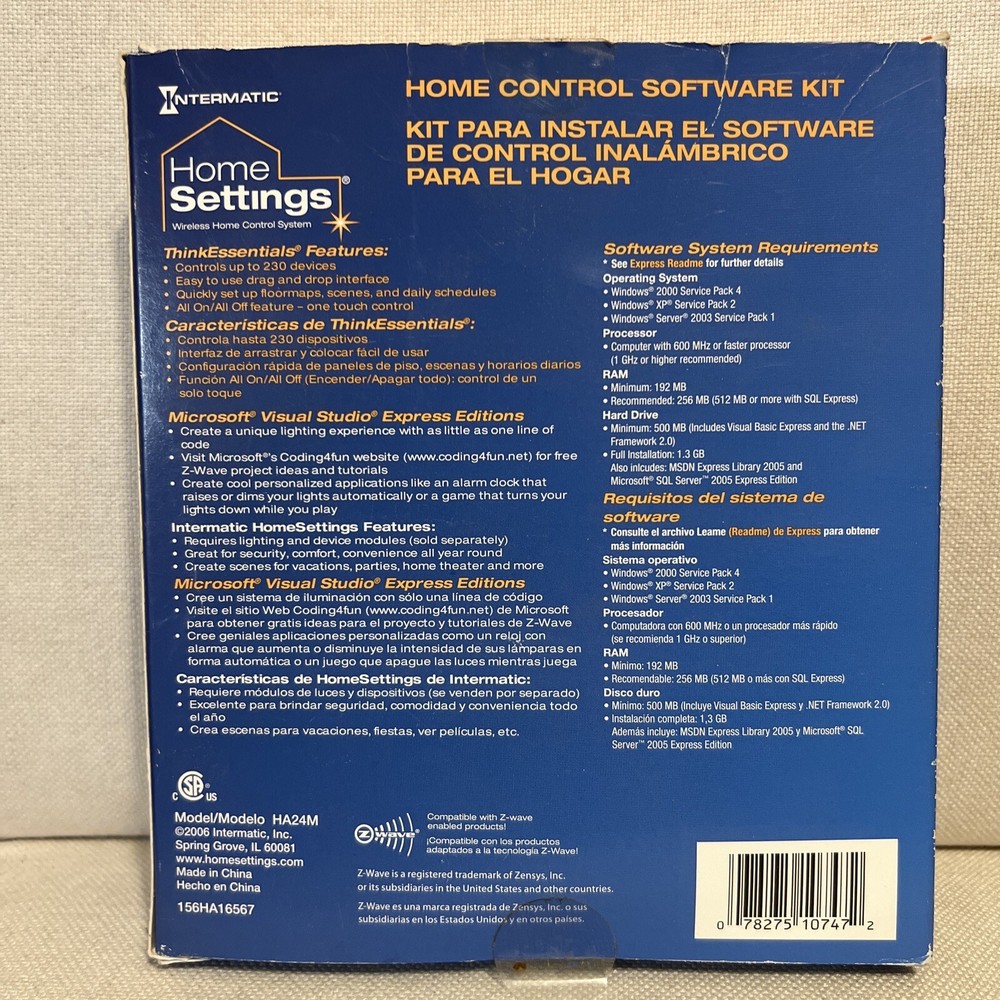 INTERMATIC®
Home
Settings®
Wireless Home Control System
HOME CONTROL SOFTWARE KIT
KIT PARA INSTALAR EL SOFTWARE
DE CONTROL INALÁMBRICO
PARA EL HOGAR
ThinkEssentials® Features:
• Controls up to 230 devices
• Easy to use drag and drop interface
• Quickly set up floormaps, scenes, and daily schedules
• All On/All Off feature – one touch control
Características de ThinkEssentials®:
• Controla hasta 230 dispositivos
• Interfaz de arrastrar y colocar fácil de usar
• Configuración rápida de paneles de piso, escenas y horarios diarios
• Función All On/All Off (Encender/Apagar todo): control de un
solo toque
Microsoft® Visual Studio® Express Editions
• Create a unique lighting experience with as little as one line of
code
• Visit Microsoft®'s Coding4fun website (www.coding4fun.net) for free
Z-Wave project ideas and tutorials
• Create cool personalized applications like an alarm clock that
raises or dims your lights automatically or a game that turns your
lights down while you play
Intermatic HomeSettings Features:
• Requires lighting and device modules (sold separately)
• Great for security, comfort, convenience all year round
• Create scenes for vacations, parties, home theater and more
Microsoft® Visual Studio® Express Editions
• Cree un sistema de iluminación con sólo una línea de código
• Visite el sitio Web Coding4fun (www.coding4fun.net) de Microsoft
para obtener gratis ideas para el proyecto y tutoriales de Z-Wave
• Cree geniales aplicaciones personalizadas como un reloj con
alarma que aumenta o disminuye la intensidad de sus lámparas en
forma automática o un juego que apague las luces mientras juega
Características de HomeSettings de Intermatic:
• Requiere módulos de luces y dispositivos (se venden por separado)
• Excelente para brindar seguridad, comodidad y conveniencia todo
el año
• Crea escenas para vacaciones, fiestas, ver películas, etc.
Software System Requirements
* See Express Readme for further details
Operating System
• Windows® 2000 Service Pack 4
• Windows® XP® Service Pack 2
• Windows® Server® 2003 Service Pack 1
Processor
• Computer with 600 MHz or faster processor
(1 GHz or higher recommended)
RAM
• Minimum: 192 MB
• Recommended: 256 MB (512 MB or more with SQL Express)
Hard Drive
• Minimum: 500 MB (Includes Visual Basic Express and the .NET
Framework 2.0)
• Full Installation: 1.3 GB
Also inlcudes: MSDN Express Library 2005 and
Microsoft® SQL Server™ 2005 Express Edition
Requisitos del sistema de
software
* Consulte el archivo Leame (Readme) de Express para obtener
más información
Sistema operativo
• Windows® 2000 Service Pack 4
• Windows® XP® Service Pack 2
• Windows® Server® 2003 Service Pack 1
Procesador
• Computadora con 600 MHz o un procesador más rápido
(se recomienda 1 GHz o superior)
RAM
• Mínimo: 192 MB
• Recomendable: 256 MB (512 MB o más con SQL Express)
Disco duro
• Mínimo: 500 MB (Incluye Visual Basic Express y .NET Framework 2.0)
• Instalación completa: 1,3 GB
Además incluye: MSDN Express Library 2005 y Microsoft® SQL
Server™ 2005 Express Edition
C SA® US
Model/Modelo HA24M
©2006 Intermatic, Inc.
Spring Grove, IL 60081
www.homesettings.com
Made in China
Hecho en China
156HA16567
Z-WAVE®
Compatible with Z-wave
enabled products!
¡Compatible con los productos
adaptados a la tecnología Z-Wave!
Z-Wave is a registered trademark of Zensys, Inc.
or its subsidiaries in the United States and other countries.
Z-Wave es una marca registrada de Zensys, Inc. o sus
subsidiarias en los Estados Unidos y en otros países.
0 78275 10747 2